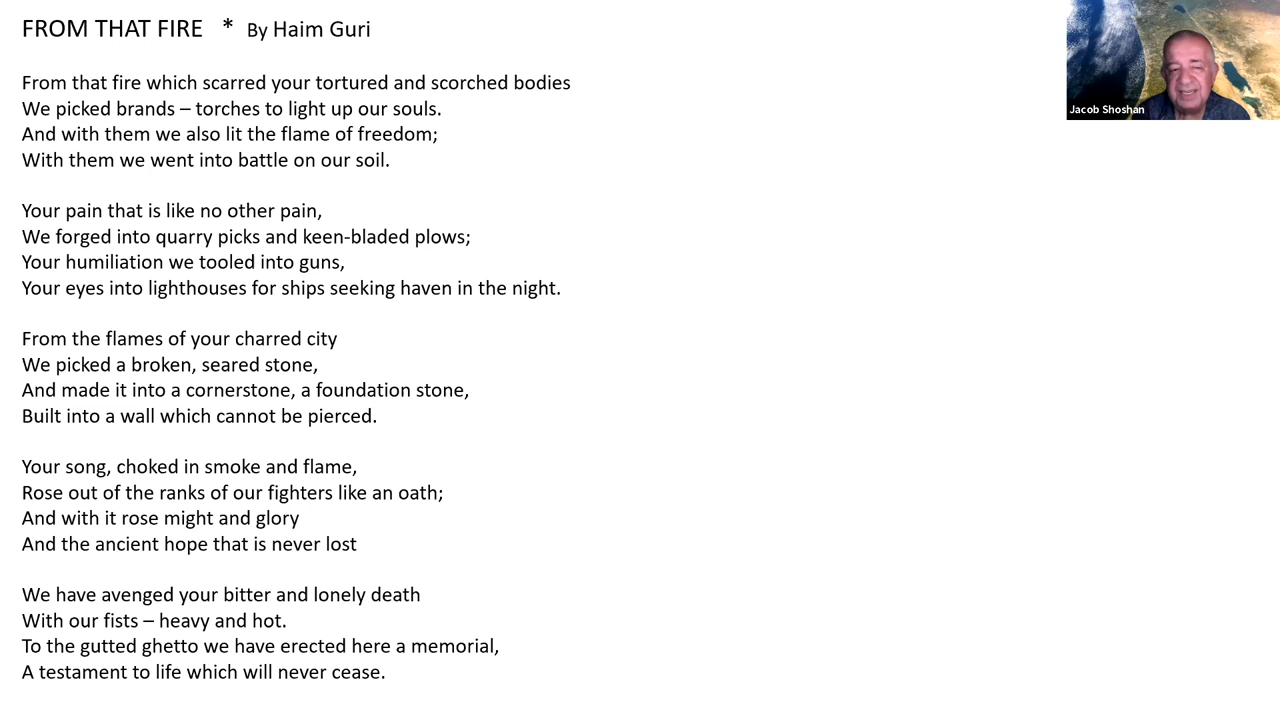 FROM THAT FIRE * By Haim Guri
From that fire which scarred your tortured and scorched bodies
We picked brands – torches to light up our souls.
And with them we also lit the flame of freedom;
With them we went into battle on our soil.
Your pain that is like no other pain,
We forged into quarry picks and keen-bladed plows;
Your humiliation we tooled into guns,
Your eyes into lighthouses for ships seeking haven in the night.
From the flames of your charred city
We picked a broken, seared stone,
And made it into a cornerstone, a foundation stone,
Built into a wall which cannot be pierced.
Your song, choked in smoke and flame,
Rose out of the ranks of our fighters like an oath;
And with it rose might and glory
And the ancient hope that is never lost
We have avenged your bitter and lonely death
With our fists – heavy and hot.
To the gutted ghetto we have erected here a memorial,
A testament to life which will never cease.
Jacob Shoshan